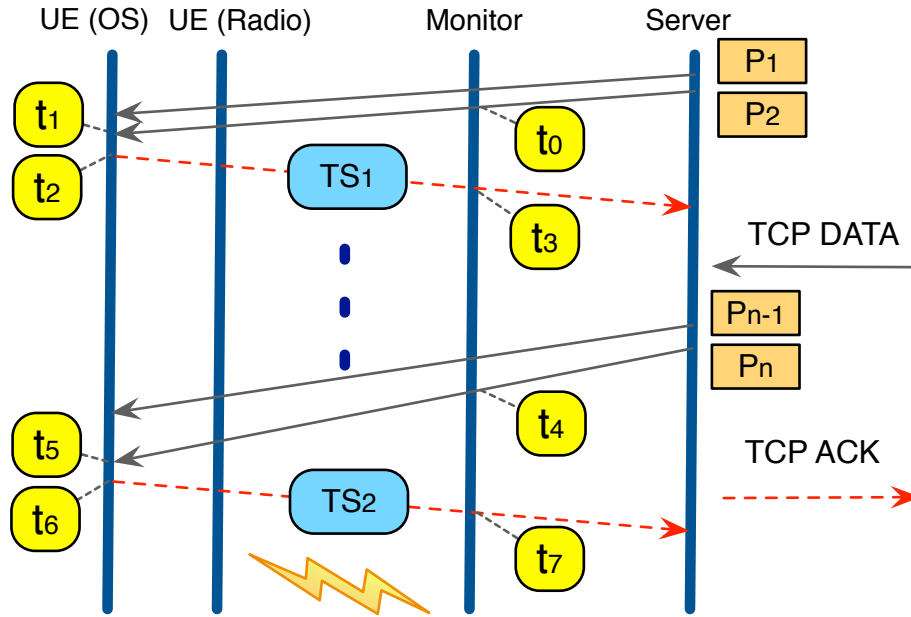 UE (OS) UE (Radio) Monitor Server
P1
t1
P2
t0
t2
TS1
t3
TCP DATA
Pn-1
Pn
t4
t5
TCP ACK
TS2
t6
t7